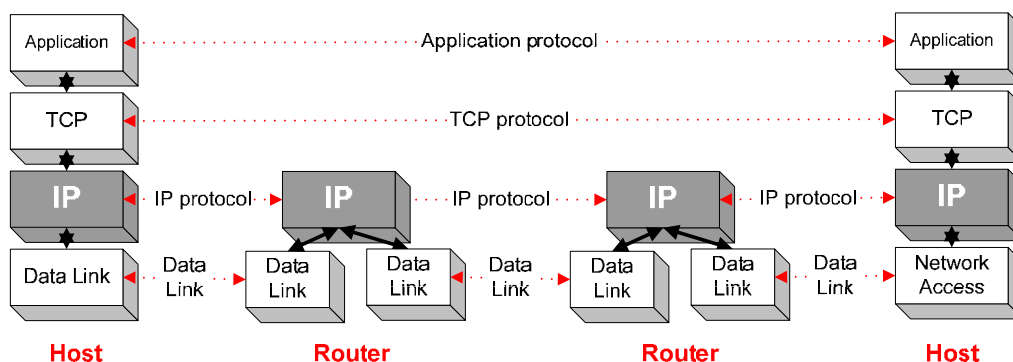 Application
Application protocol
Application
TCP
TCP protocol
TCP
IP
IP protocol
IP
IP protocol
IP
IP protocol
IP
Data Link
Data
Link
Data
Link
Data
Link
Data
Link
Data
Link
Data
Link
Data
Link
Network
Access
Host
Router
Router
Host